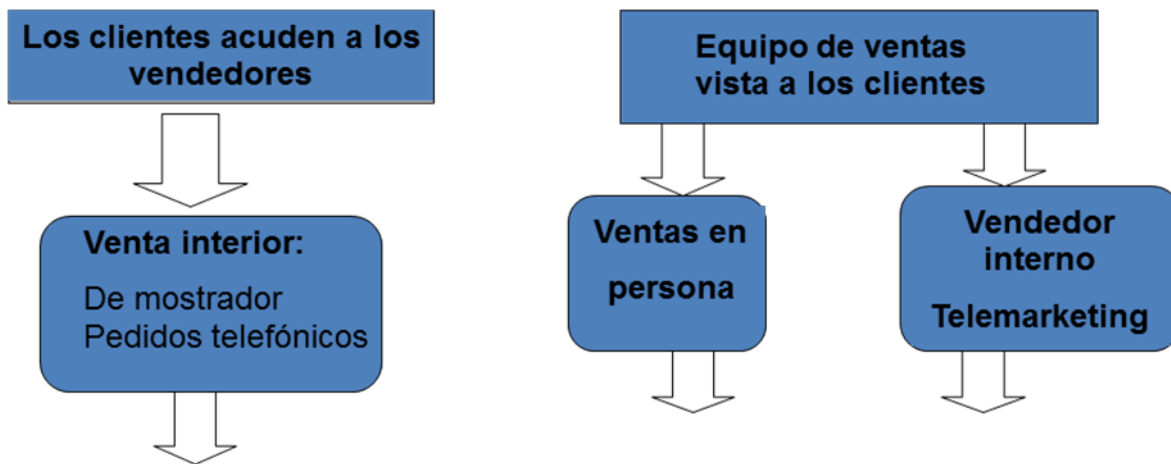 Los clientes acuden a los
vendedores
Equipo de ventas
vista a los clientes
Venta interior:
De mostrador
Pedidos telefónicos
Ventas en
persona
Vendedor
interno
Telemarketing